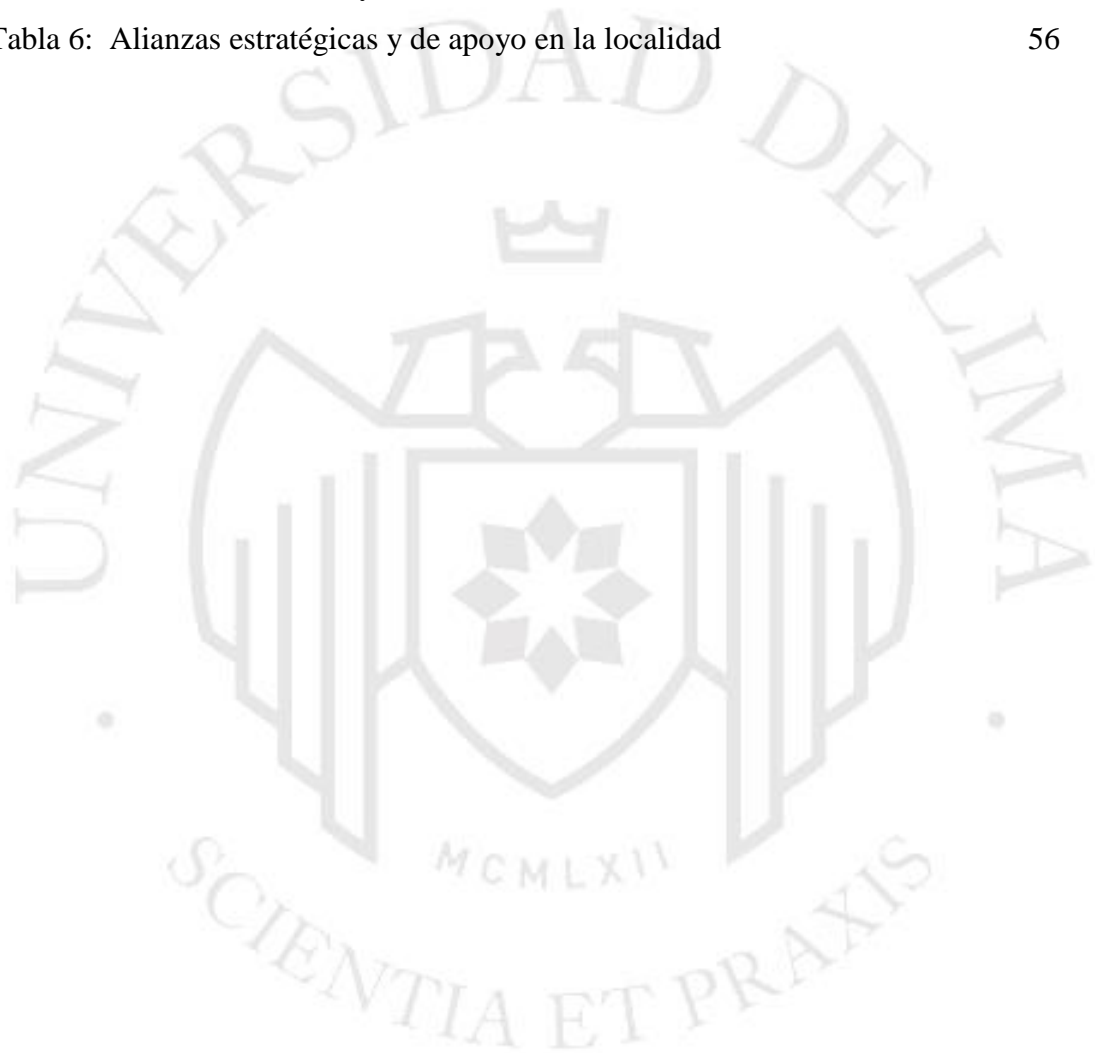 Tabla 6: Alianzas estratégicas y de apoyo en la localidad 56
UNIVERSIDAD DE LIMA
MCMLXII
SCIENTIA ET PRAXIS